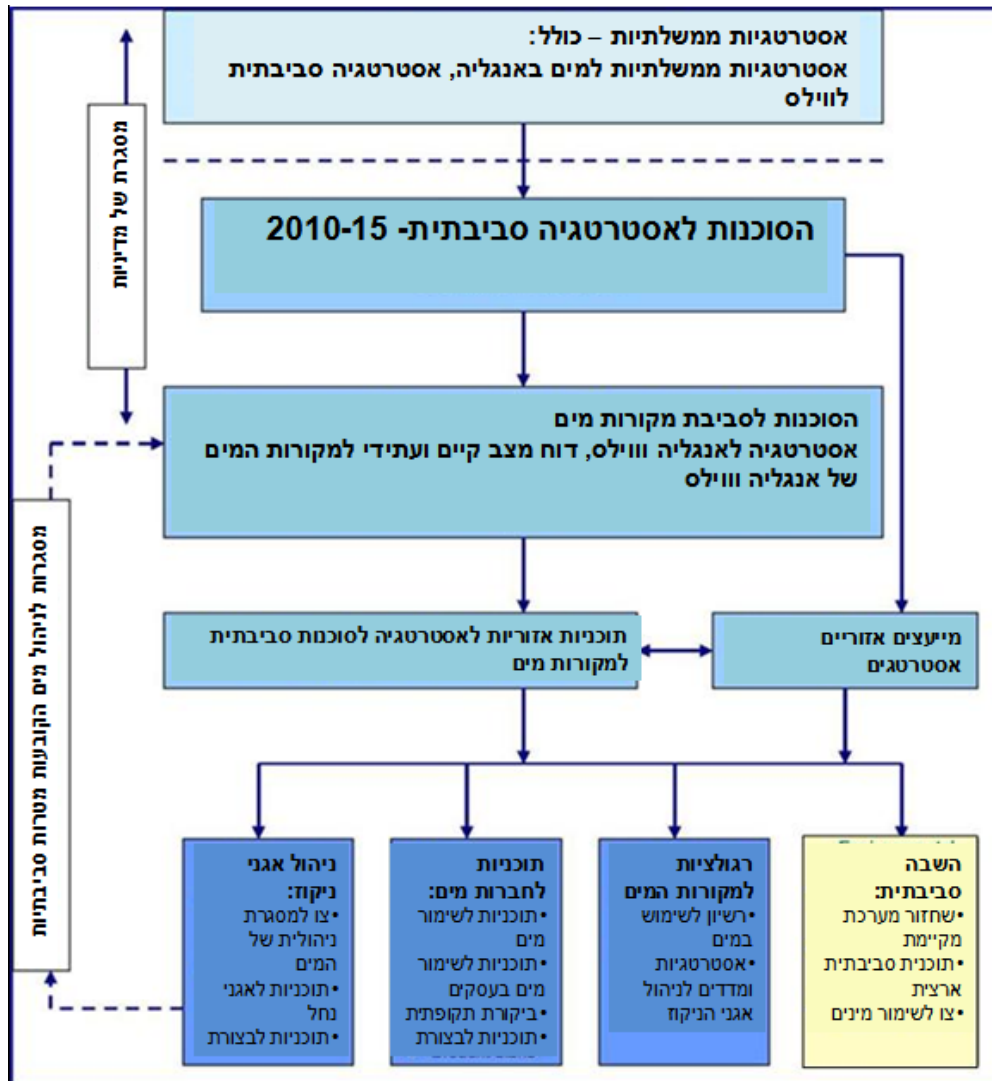 אסטרטגיות ממשלתיות – כולל:
אסטרטגיות ממשלתיות למים באנגליה, אסטרטגיה סביבתית
לווילס
מסגרת של מדיניות
הסוכנות לאסטרטגיה סביבתית- 2010-15
הסוכנות לסביבת מקורות מים
אסטרטגיה לאנגליה וווילס, דוח מצב קיים ועתידי למקורות המים
של אנגליה וווילס
מסגרות לניהול מים הקובעות מטרות סביבתיות
מייעצים אזוריים
אסטרטגים
תוכניות אזוריות לאסטרטגיה לסוכנות סביבתית
למקורות מים
השבה
סביבתית:
•שחזור מערכת
מקיימת
•תוכנית סביבתית
ארצית
•צו לשימור מינים
רגולציות
למקורות המים
•רשיון לשימוש
במים
•אסטרטגיות
ומדדים לניהול
אגני הניקוז
תוכניות
לחברות מים:
•תוכניות לשימור
מים
•תוכניות לשימור
מים בעסקים
•ביקורת תקופתית
•תוכניות לבצורת
ניהול אגני
ניקוז:
•צו למסגרת
ניהולית של
המים
•תוכניות לאגני
נחל
•תוכניות לבצורת